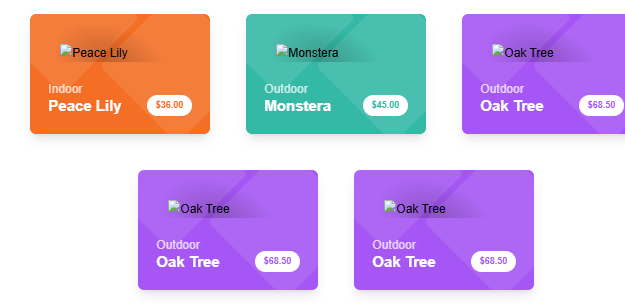 Peace Lily
Indoor
Peace Lily
$36.00
Monstera
Outdoor
Monstera
$45.00
Oak Tree
Outdoor
Oak Tree
$68.50
Oak Tree
Outdoor
Oak Tree
$68.50
Oak Tree
Outdoor
Oak Tree
$68.50